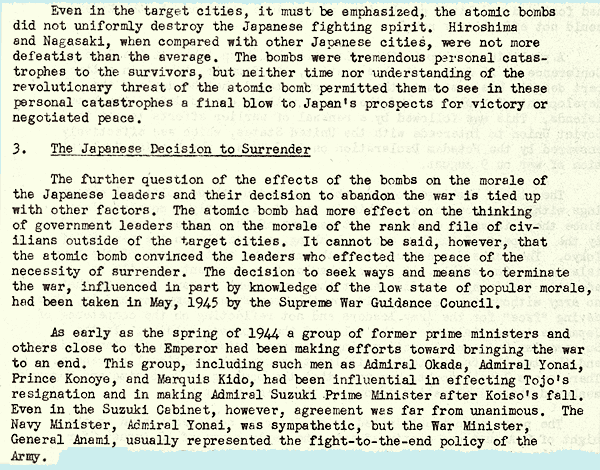 Even in the target cities, it must be emphasized, the atomic bombs
did not uniformly destroy the Japanese fighting spirit. Hiroshima
and Nagasaki, when compared with other Japanese cities, were not more
defeatist than the average. The bombs were tremendous personal catas-
trophes to the survivors, but neither time nor understanding of the
revolutionary threat of the atomic bomb permitted them to see in these
personal catastrophes a final blow to Japan's prospects for victory or
negotiated peace.
3. The Japanese Decision to Surrender
The further question of the effects of the bombs on the morale of
the Japanese leaders and their decision to abandon the war is tied up
with other factors. The atomic bomb had more effect on the thinking
of government leaders than on the morale of the rank and file of civ-
ilians outside of the target cities. It cannot be said, however, that
the atomic bomb convinced the leaders who effected the peace of the
necessity of surrender. The decision to seek ways and means to terminate
the war, influenced in part by knowledge of the low state of popular morale,
had been taken in May, 1945 by the Supreme War Guidance Council.
As early as the spring of 1944 a group of former prime ministers and
others close to the Emperor had been making efforts toward bringing the war
to an end. This group, including such men as Admiral Okada, Admiral Yonai,
Prince Konoye, and Marquis Kido, had been influential in effecting Tojo's
resignation and in making Admiral Suzuki Prime Minister after Koiso's fall.
Even in the Suzuki Cabinet, however, agreement was far from unanimous. The
Navy Minister, Admiral Yonai, was sympathetic, but the War Minister,
General Anami, usually represented the fight-to-the-end policy of the
Army.